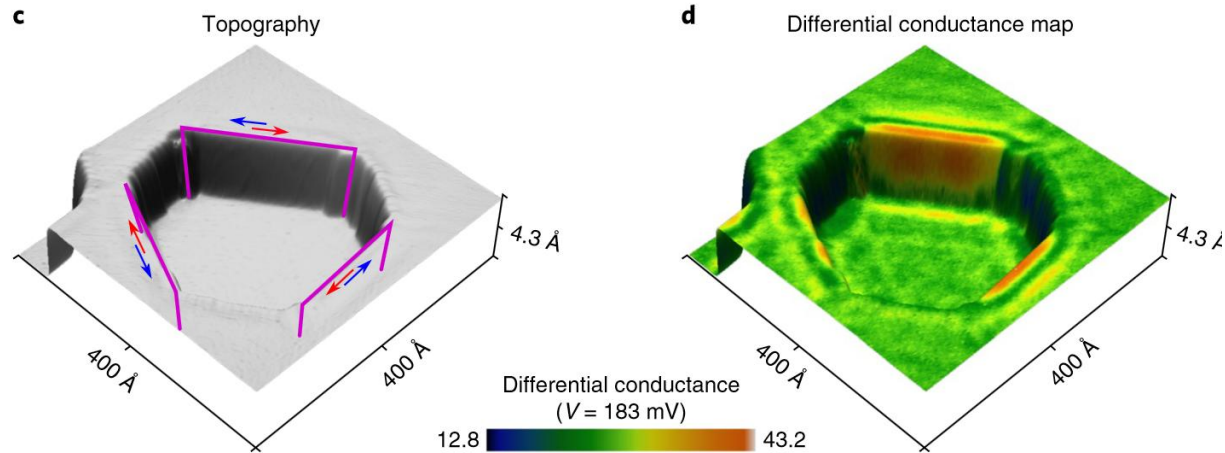 c
Topography
4.3 Å
400 Å
400 Å
d
Differential conductance map
4.3 Å
400 Å
400 Å
Differential conductance
(V = 183 mV)
12.8
43.2